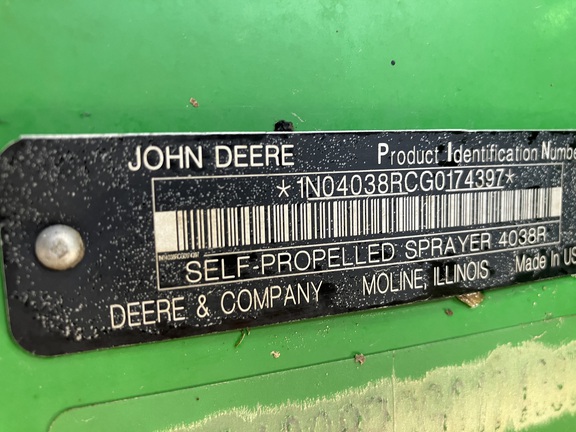 JOHN DEERE Product Identification Numbe
*1N04038RCG0174397*
SELF-PROPELLED SPRAYER 4038R
DEERE & COMPANY MOLINE, ILLINOIS Made In US